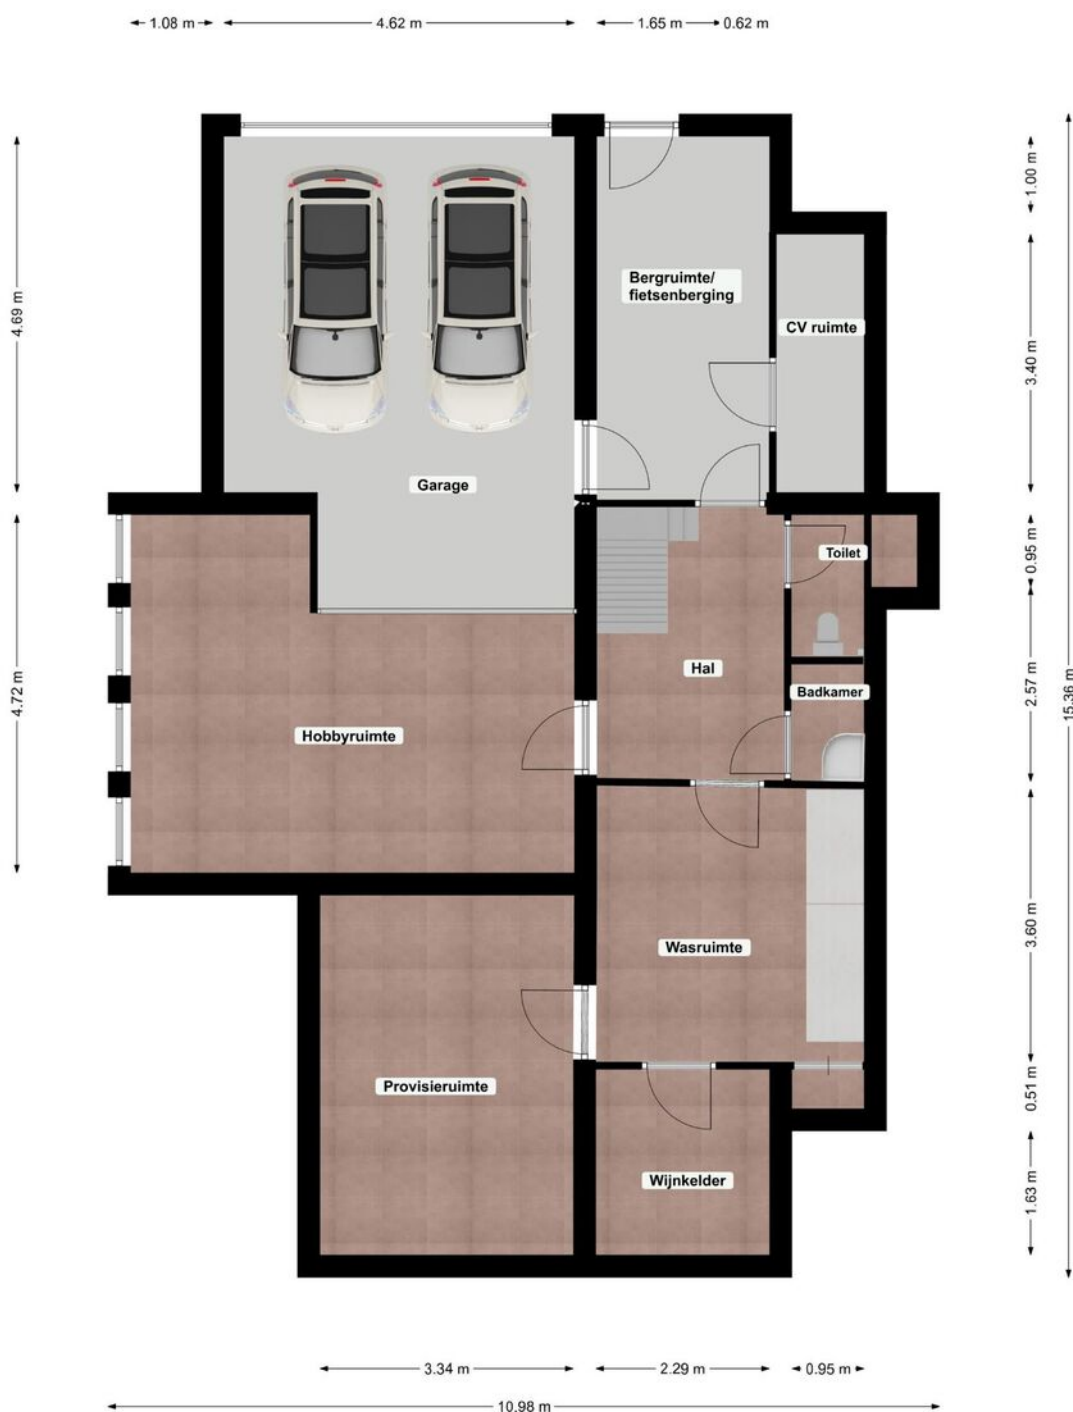 1.08 m
4.62 m
1.65 m
0.62 m
1.00 m
4.69 m
Bergruimte/
fietsenberging
CV ruimte
3.40 m
Garage
0.95 m
Toilet
Hal
Badkamer
2.57 m
15.36 m
4.72 m
Hobbyruimte
Wasruimte
3.60 m
Provisieruimte
0.51 m
Wijnkelder
1.63 m
3.34 m
2.29 m
0.95 m
10.98 m